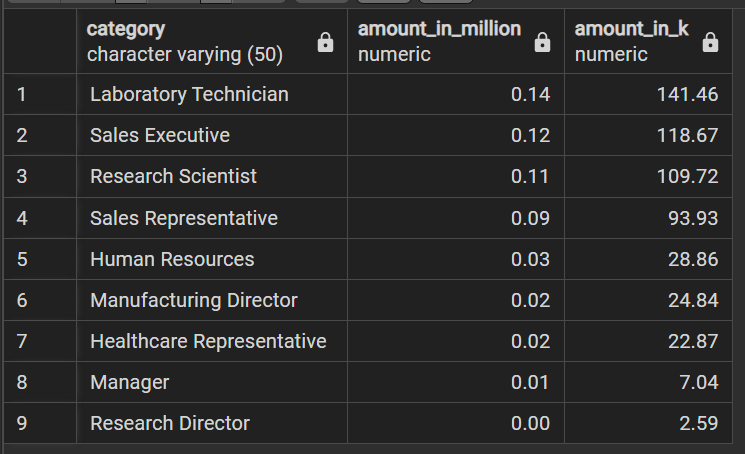 category amount_in_million amount_in_k
character varying (50) numeric numeric
1 Laboratory Technician 0.14 141.46
2 Sales Executive 0.12 118.67
3 Research Scientist 0.11 109.72
4 Sales Representative 0.09 93.93
5 Human Resources 0.03 28.86
6 Manufacturing Director 0.02 24.84
7 Healthcare Representative 0.02 22.87
8 Manager 0.01 7.04
9 Research Director 0.00 2.59